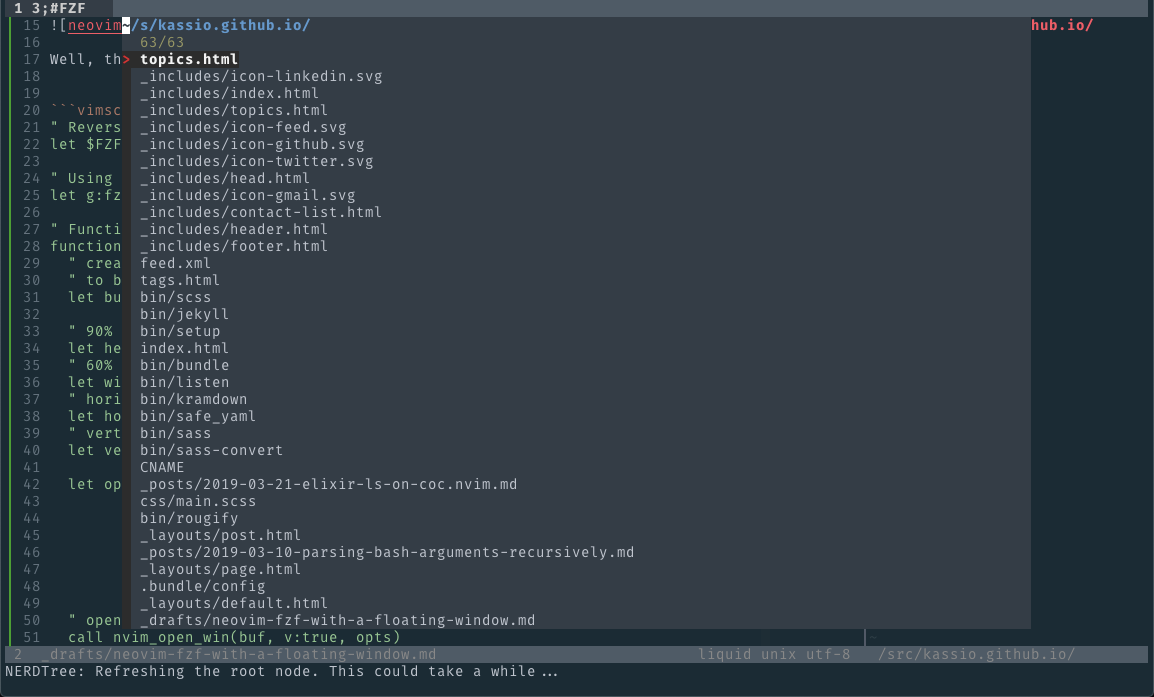 1 3;#FZF
15 ![neovim~/s/kassio.github.io/ hub.io/
16 63/63
17 Well, th> topics.html
18 _includes/icon-linkedin.svg
19 _includes/index.html
20 ```vimsc _includes/topics.html
21 " Revers _includes/icon-feed.svg
22 let $FZF _includes/icon-github.svg
23 _includes/icon-twitter.svg
24 " Using _includes/head.html
25 let g:fz _includes/icon-gmail.svg
26 _includes/contact-list.html
27 " Functi _includes/header.html
28 function _includes/footer.html
29 " crea feed.xml
30 " to b tags.html
31 let bu bin/scss
32 bin/jekyll
33 " 90% bin/setup
34 let he index.html
35 " 60% bin/bundle
36 let wi bin/listen
37 " hori bin/kramdown
38 let ho bin/safe_yaml
39 " vert bin/sass
40 let ve bin/sass-convert
41 CNAME
42 let op _posts/2019-03-21-elixir-ls-on-coc.nvim.md
43 css/main.scss
44 bin/rougify
45 _layouts/post.html
46 _posts/2019-03-10-parsing-bash-arguments-recursively.md
47 _layouts/page.html
48 .bundle/config
49 _layouts/default.html
50 " open _drafts/neovim-fzf-with-a-floating-window.md
51 call nvim_open_win(buf, v:true, opts) ~
2 _drafts/neovim-fzf-with-a-floating-window.md liquid unix utf-8 /src/kassio.github.io/
NERDTree: Refreshing the root node. This could take a while...